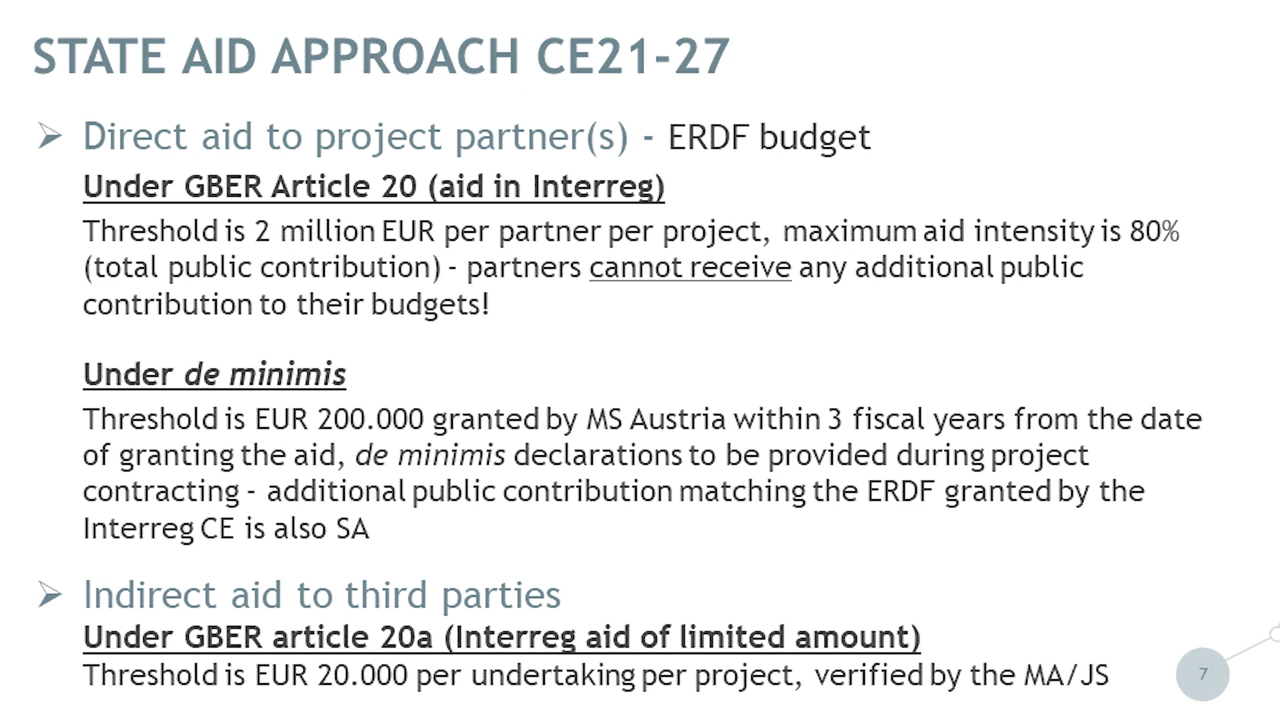 STATE AID APPROACH CE21-27
➢ Direct aid to project partner(s) - ERDF budget
Under GBER Article 20 (aid in Interreg)
Threshold is 2 million EUR per partner per project, maximum aid intensity is 80%
(total public contribution) - partners cannot receive any additional public
contribution to their budgets!
Under de minimis
Threshold is EUR 200.000 granted by MS Austria within 3 fiscal years from the date
of granting the aid, de minimis declarations to be provided during project
contracting - additional public contribution matching the ERDF granted by the
Interreg CE is also SA
➢ Indirect aid to third parties
Under GBER article 20a (Interreg aid of limited amount)
Threshold is EUR 20.000 per undertaking per project, verified by the MA/JS
7